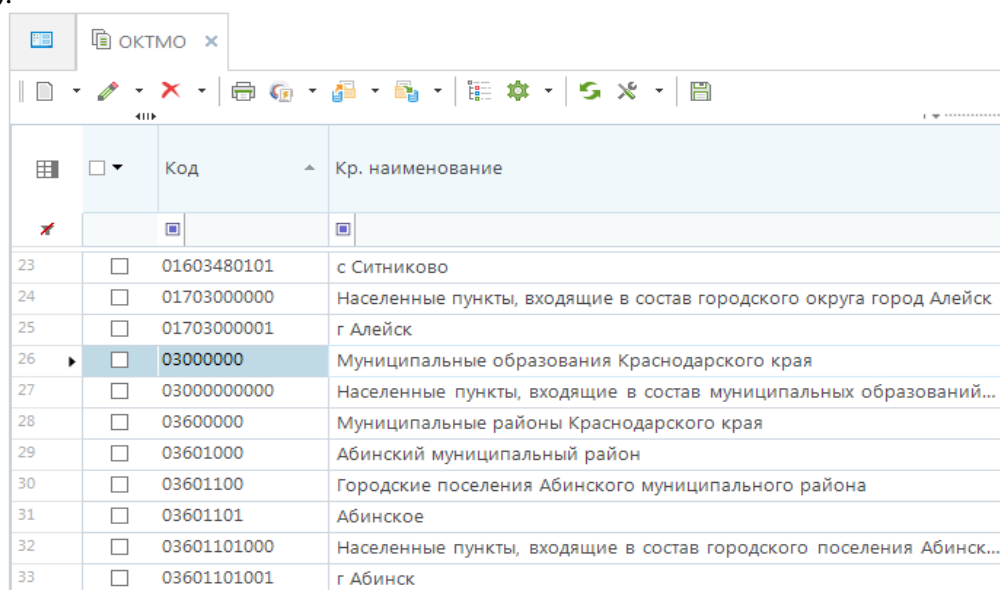 ОКТМО
Код Кр. наименование
23 01603480101 с Ситниково
24 01703000000 Населенные пункты, входящие в состав городского округа город Алейск
25 01703000001 г Алейск
26 03000000 Муниципальные образования Краснодарского края
27 03000000000 Населенные пункты, входящие в состав муниципальных образований...
28 03600000 Муниципальные районы Краснодарского края
29 03601000 Абинский муниципальный район
30 03601100 Городские поселения Абинского муниципального района
31 03601101 Абинское
32 03601101000 Населенные пункты, входящие в состав городского поселения Абинск...
33 03601101001 г Абинск